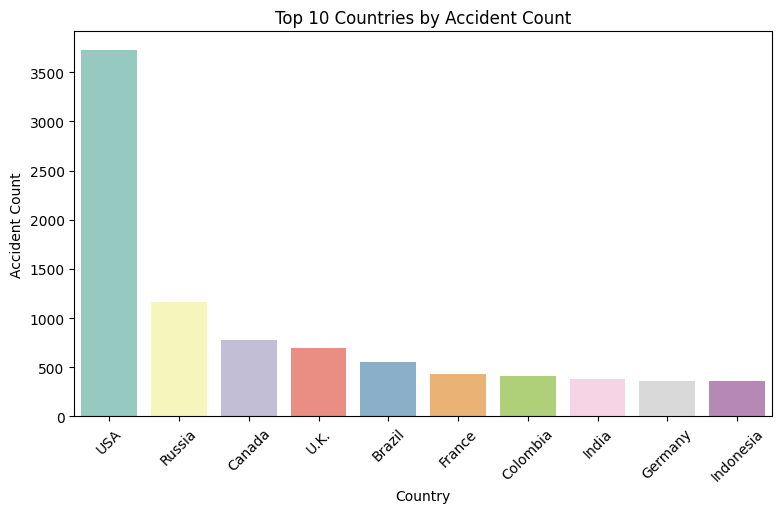 Top 10 Countries by Accident Count
Accident Count
3500
3000
2500
2000
1500
1000
500
0
USA
Russia
Canada
U.K.
Brazil
France
Colombia
India
Germany
Indonesia
Country